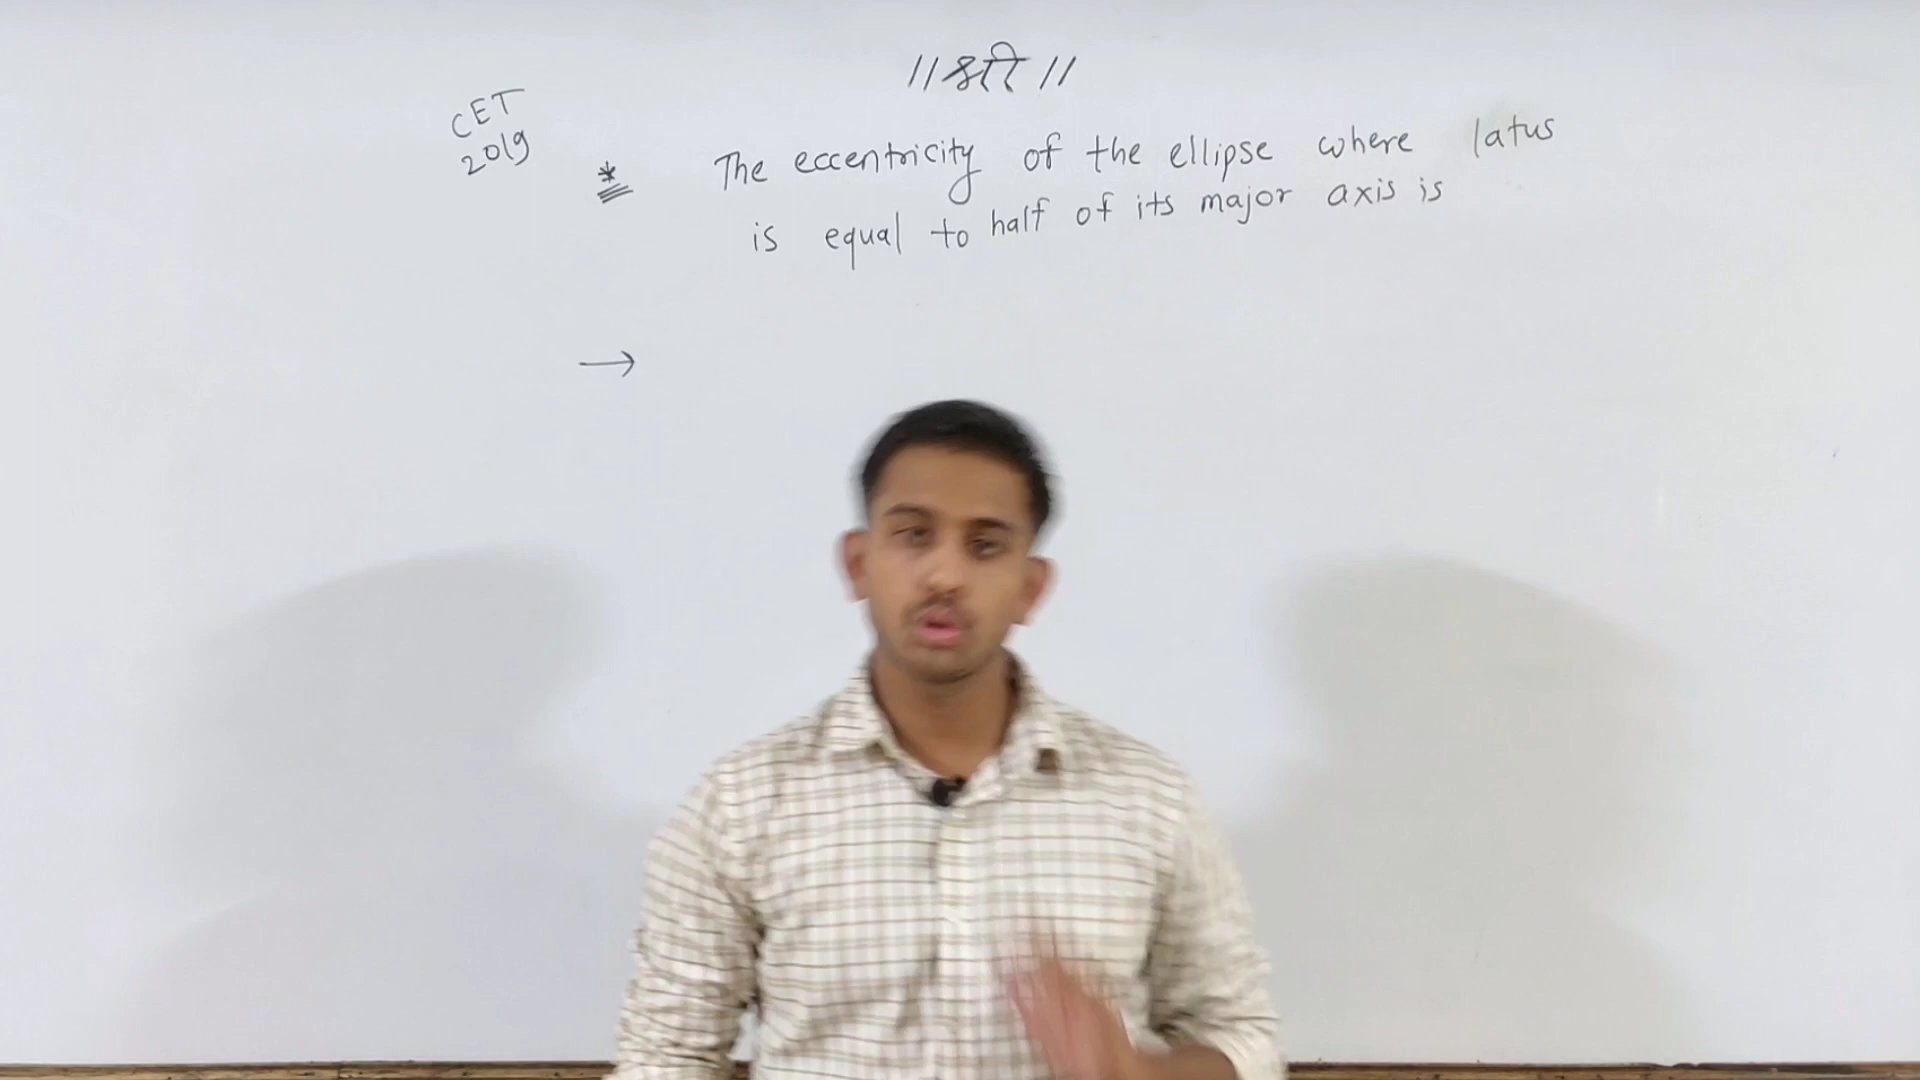 ॥ श्री ॥
CET
2019
* The eccentricity of the ellipse where latus
is equal to half of its major axis is
→